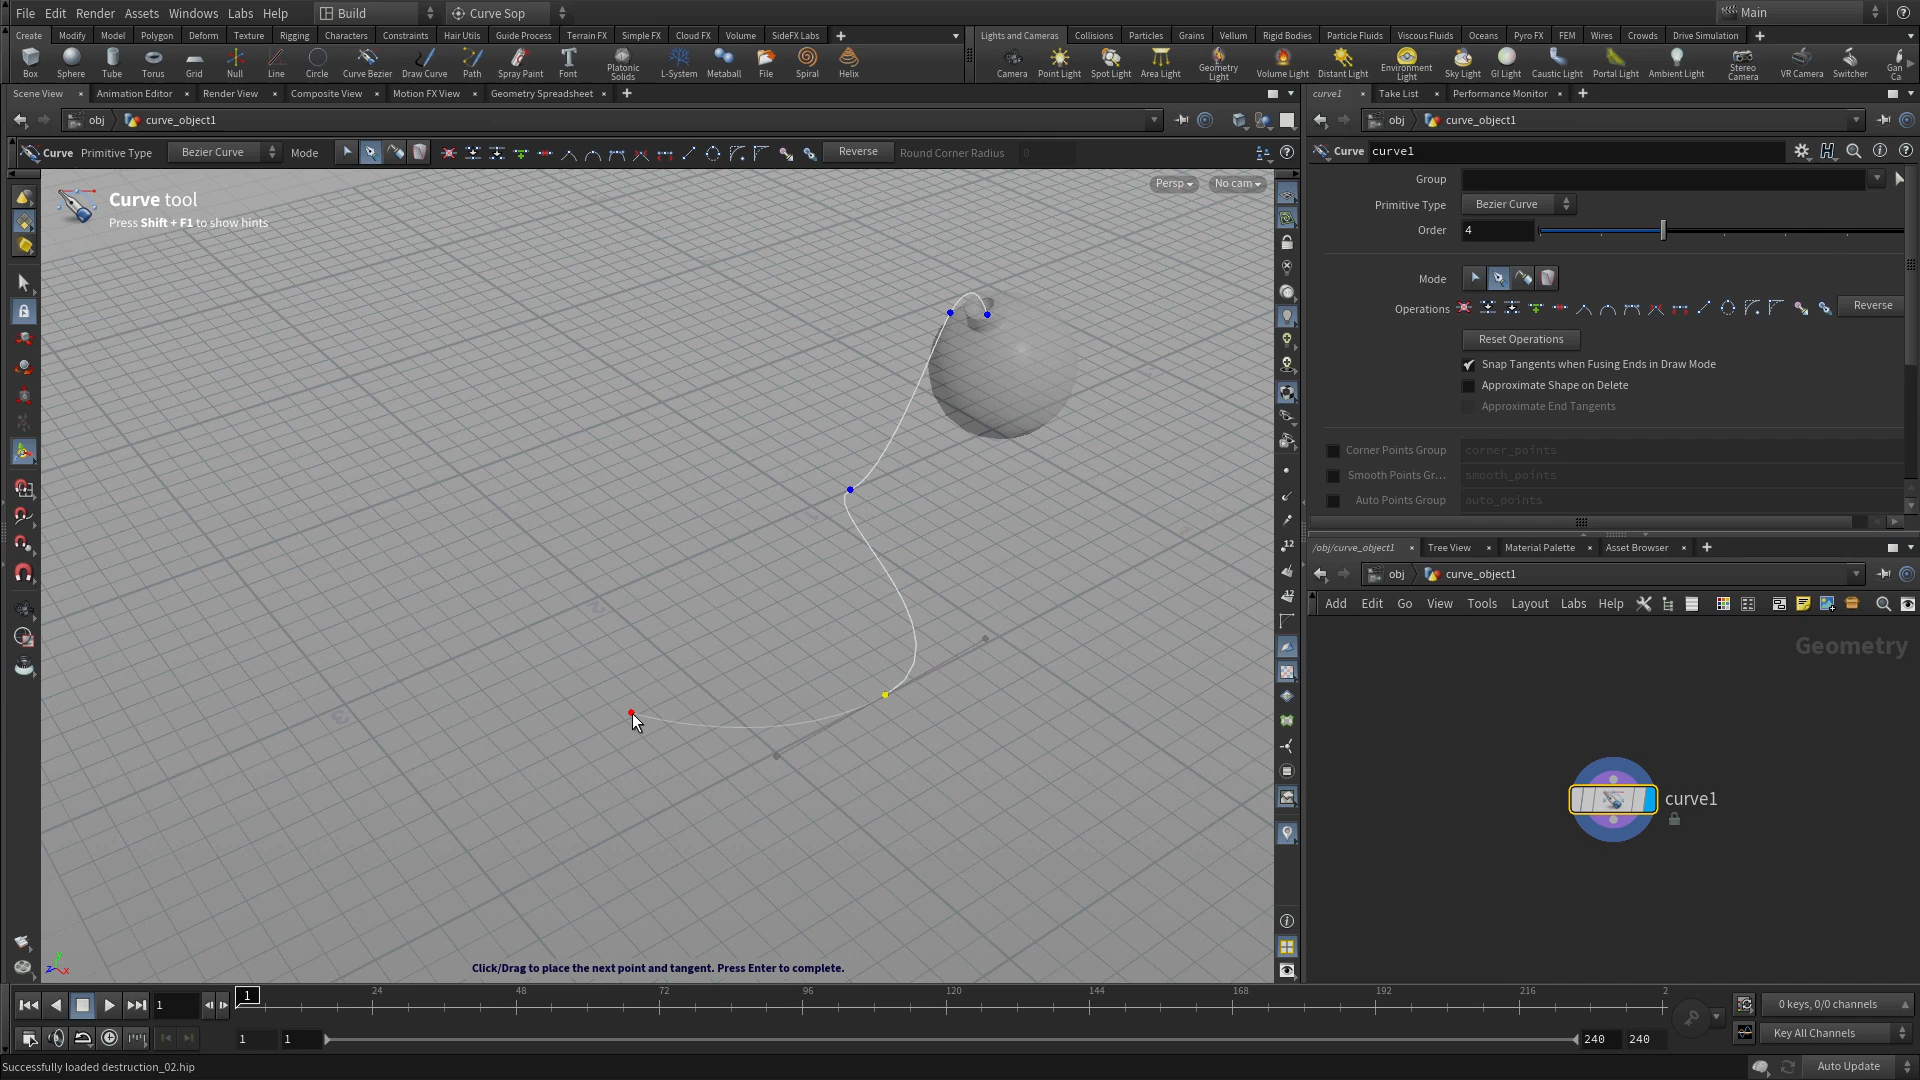 File Edit Render Assets Windows Labs Help Build Curve Sop Main
Create Modify Model Polygon Deform Texture Rigging Characters Constraints Hair Utils Guide Process Terrain FX Simple FX Cloud FX Volume SideFX Labs
Lights and Cameras Collisions Particles Grains Vellum Rigid Bodies Particle Fluids Viscous Fluids Oceans Pyro FX FEM Wires Crowds Drive Simulation
Box Sphere Tube Torus Grid Null Line Circle Curve Bezier Draw Curve Path Spray Paint Font Platonic Solids L-System Metaball File Spiral Helix
Camera Point Light Spot Light Area Light Geometry Light Volume Light Distant Light Environment Light Sky Light GI Light Caustic Light Portal Light Ambient Light Stereo Camera VR Camera Switcher Gan Ca
Scene View Animation Editor Render View Composite View Motion FX View Geometry Spreadsheet
curve1 Take List Performance Monitor
obj curve_object1
obj curve_object1
Curve Primitive Type Bezier Curve Mode Reverse Round Corner Radius 0
Curve curve1
Persp No cam
Curve tool
Press Shift + F1 to show hints
Group
Primitive Type Bezier Curve
Order 4
Mode
Operations Reverse
Reset Operations
Snap Tangents when Fusing Ends in Draw Mode
Approximate Shape on Delete
Approximate End Tangents
Corner Points Group corner_points
Smooth Points Gr... smooth_points
Auto Points Group auto_points
/obj/curve_object1 Tree View Material Palette Asset Browser
obj curve_object1
Add Edit Go View Tools Layout Labs Help
Geometry
curve1
12
12
z y x
Click/Drag to place the next point and tangent. Press Enter to complete.
1 1 24 48 72 96 120 144 168 192 216 2
0 keys, 0/0 channels
1 1 240 240
Key All Channels
Successfully loaded destruction_02.hip
Auto Update